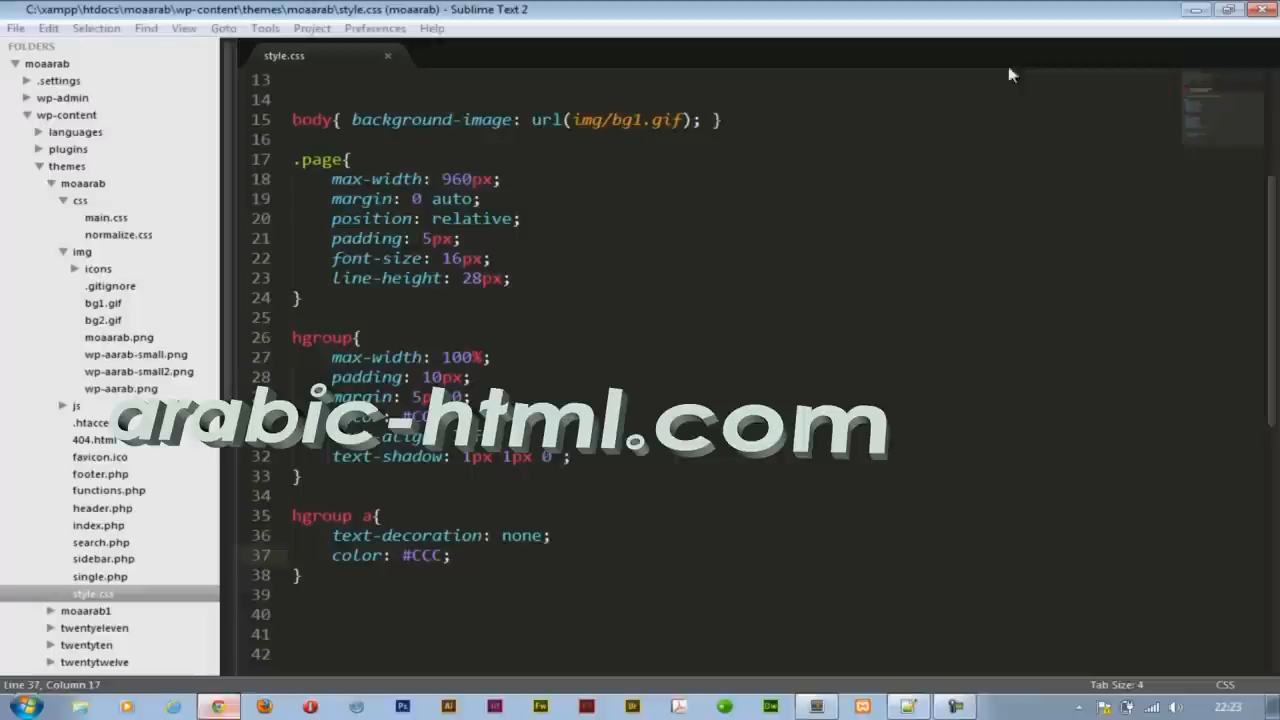 C:\xampp\htdocs\moaarab\wp-content\themes\moaarab\style.css (moaarab) - Sublime Text 2
File Edit Selection Find View Goto Tools Project Preferences Help
FOLDERS
moaarab
.settings
wp-admin
wp-content
languages
plugins
themes
moaarab
css
main.css
normalize.css
img
icons
.gitignore
bg1.gif
bg2.gif
moaarab.png
wp-aarab-small.png
wp-aarab-small2.png
wp-aarab.png
js
404.html
favicon.ico
footer.php
functions.php
header.php
index.php
search.php
sidebar.php
single.php
style.css
moaarab1
twentyeleven
twentyten
twentytwelve
style.css
13
14
15 body{ background-image: url(img/bg1.gif); }
16
17 .page{
18 max-width: 960px;
19 margin: 0 auto;
20 position: relative;
21 padding: 5px;
22 font-size: 16px;
23 line-height: 28px;
24 }
25
26 hgroup{
27 max-width: 100%;
28 padding: 10px;
arabic-html.com
32 text-shadow: 1px 1px 0 ;
33 }
34
35 hgroup a{
36 text-decoration: none;
37 color: #CCC;
38 }
39
40
41
42
Line 37, Column 17 Tab Size: 4 CSS
22:23